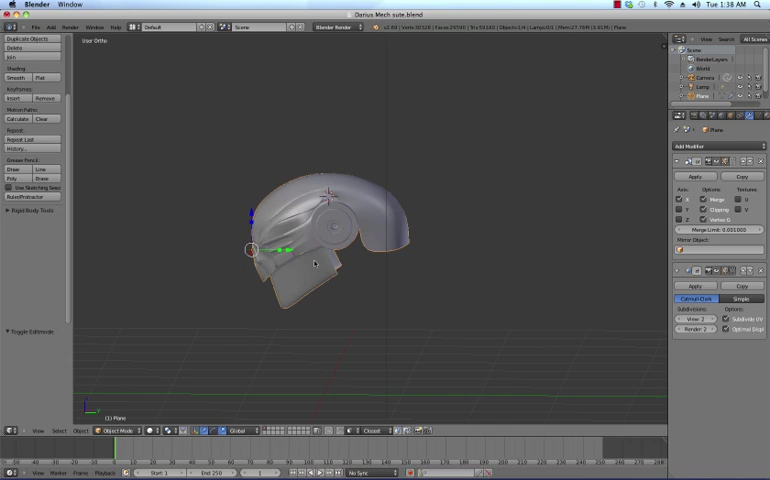 Blender Window Tue 1:38 AM
Darius Mech sute.blend
File Add Render Window Help Default Scene Blender Render
Duplicate Objects
Delete
Join
Shading:
Smooth Flat
Keyframes:
Insert Remove
Motion Paths:
Calculate Clear
Repeat:
Repeat Last
History...
Grease Pencil:
Draw Line
Poly Erase
Use Sketching Sess
Ruler/Protractor
Rigid Body Tools
Toggle Editmode
User Ortho
(1) Plane
View Search All Scenes
Scene
RenderLayers
World
Camera
Lamp
Plane
Plane
Add Modifier
Apply Copy
Axis: Options: Textures:
X Merge U
Y Clipping V
Z Vertex G
Merge Limit: 0.001000
Mirror Object:
Apply Copy
Catmull-Clark Simple
Subdivisions: Options:
View: 2 Subdivide UV
Render: 2 Optimal Displ
View Select Object Object Mode Global Closest
View Marker Frame Playback Start: 1 End: 250 1 No Sync